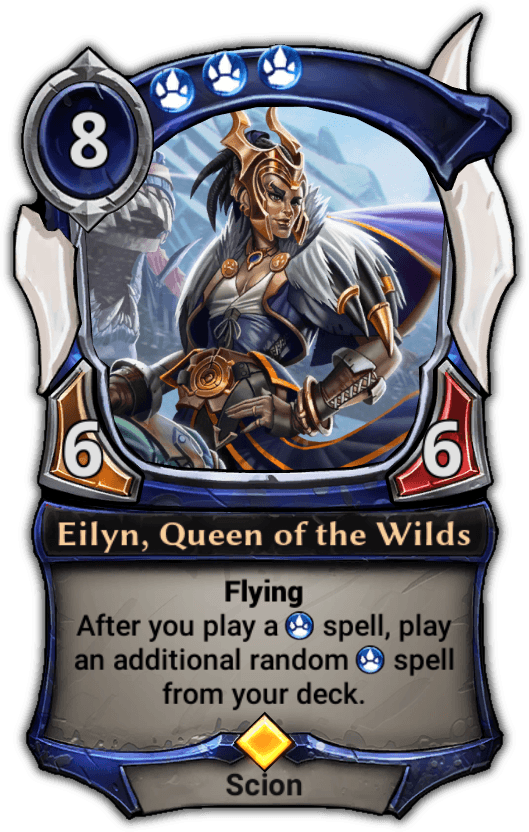 8
6
6
Eilyn, Queen of the Wilds
Flying
After you play a spell, play
an additional random spell
from your deck.
Scion